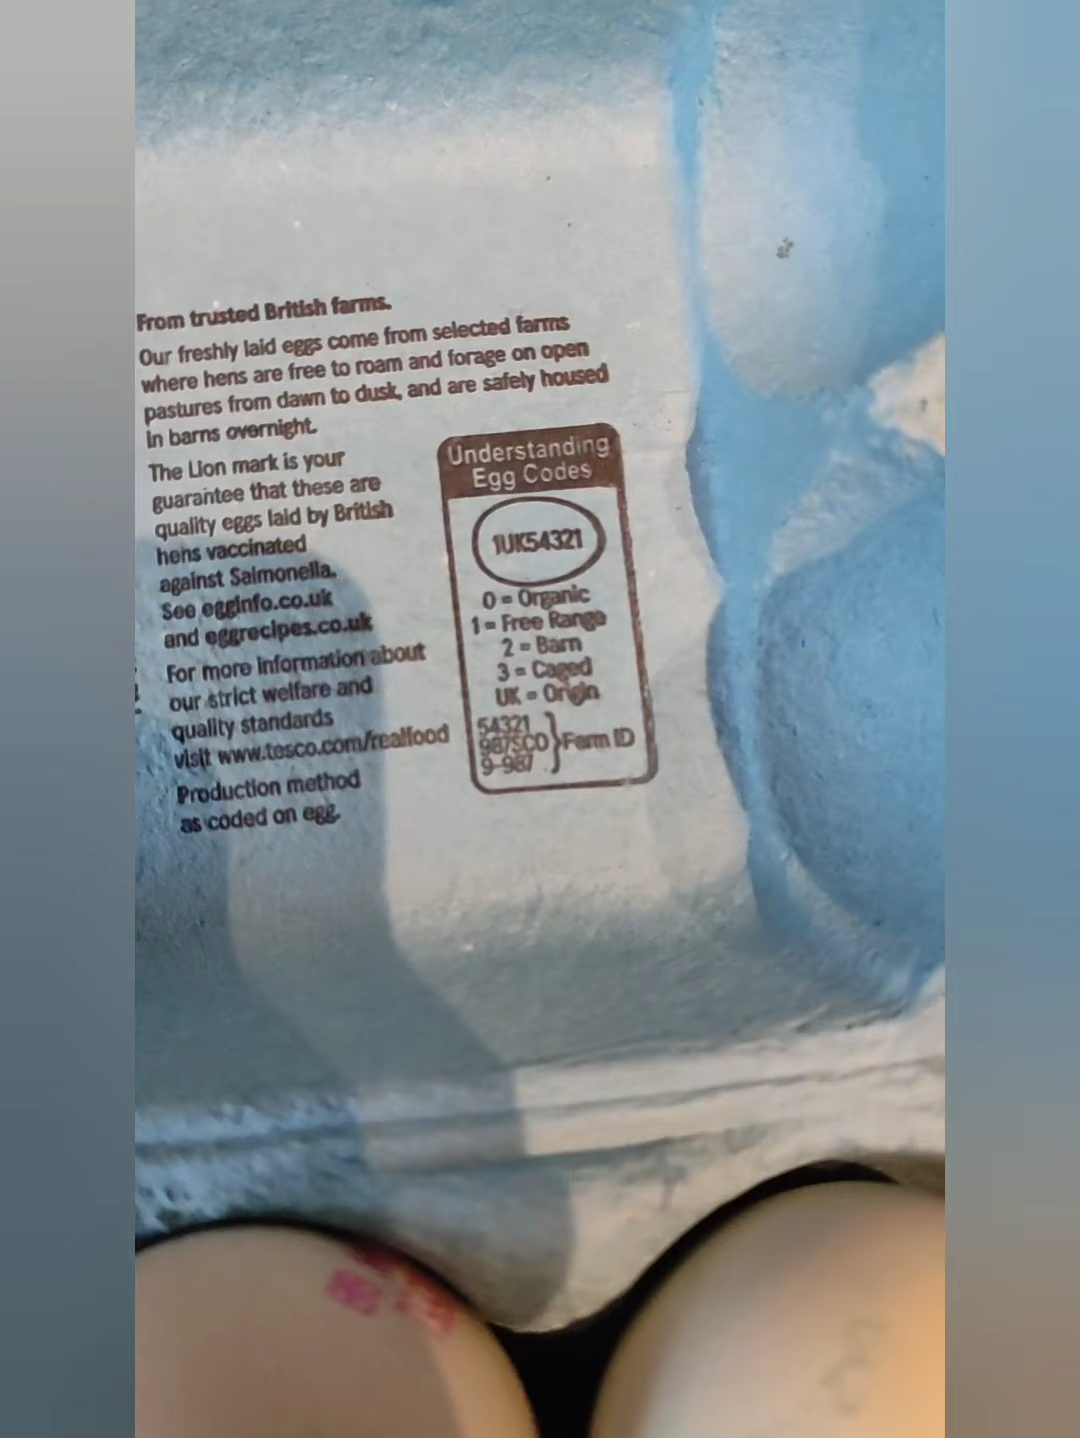 From trusted British farms.
Our freshly laid eggs come from selected farms
where hens are free to roam and forage on open
pastures from dawn to dusk, and are safely housed
in barns overnight.
The Lion mark is your
guarantee that these are
quality eggs laid by British
hens vaccinated
against Salmonella.
See egginfo.co.uk
and eggrecipes.co.uk
For more information about
our strict welfare and
quality standards
visit www.tesco.com/realfood
Production method
as coded on egg.
Understanding
Egg Codes
1UK54321
0 = Organic
1 = Free Range
2 = Barn
3 = Caged
UK = Origin
54321
987SCO } Farm ID
9-987